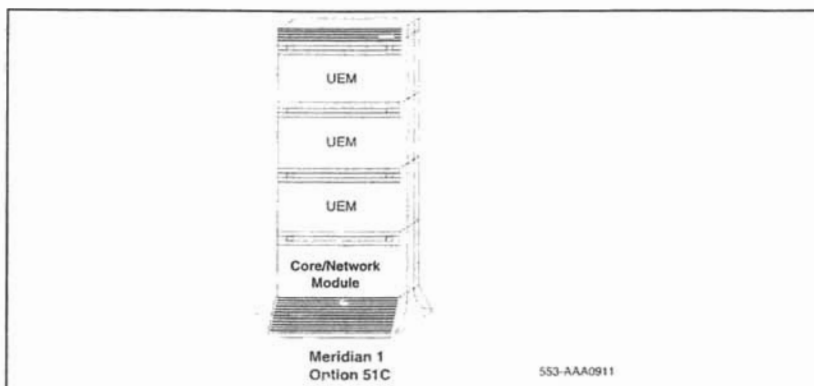 UEM
UEM
UEM
Core/Network
Module
Meridian 1
Option 51C
553-AAA0911